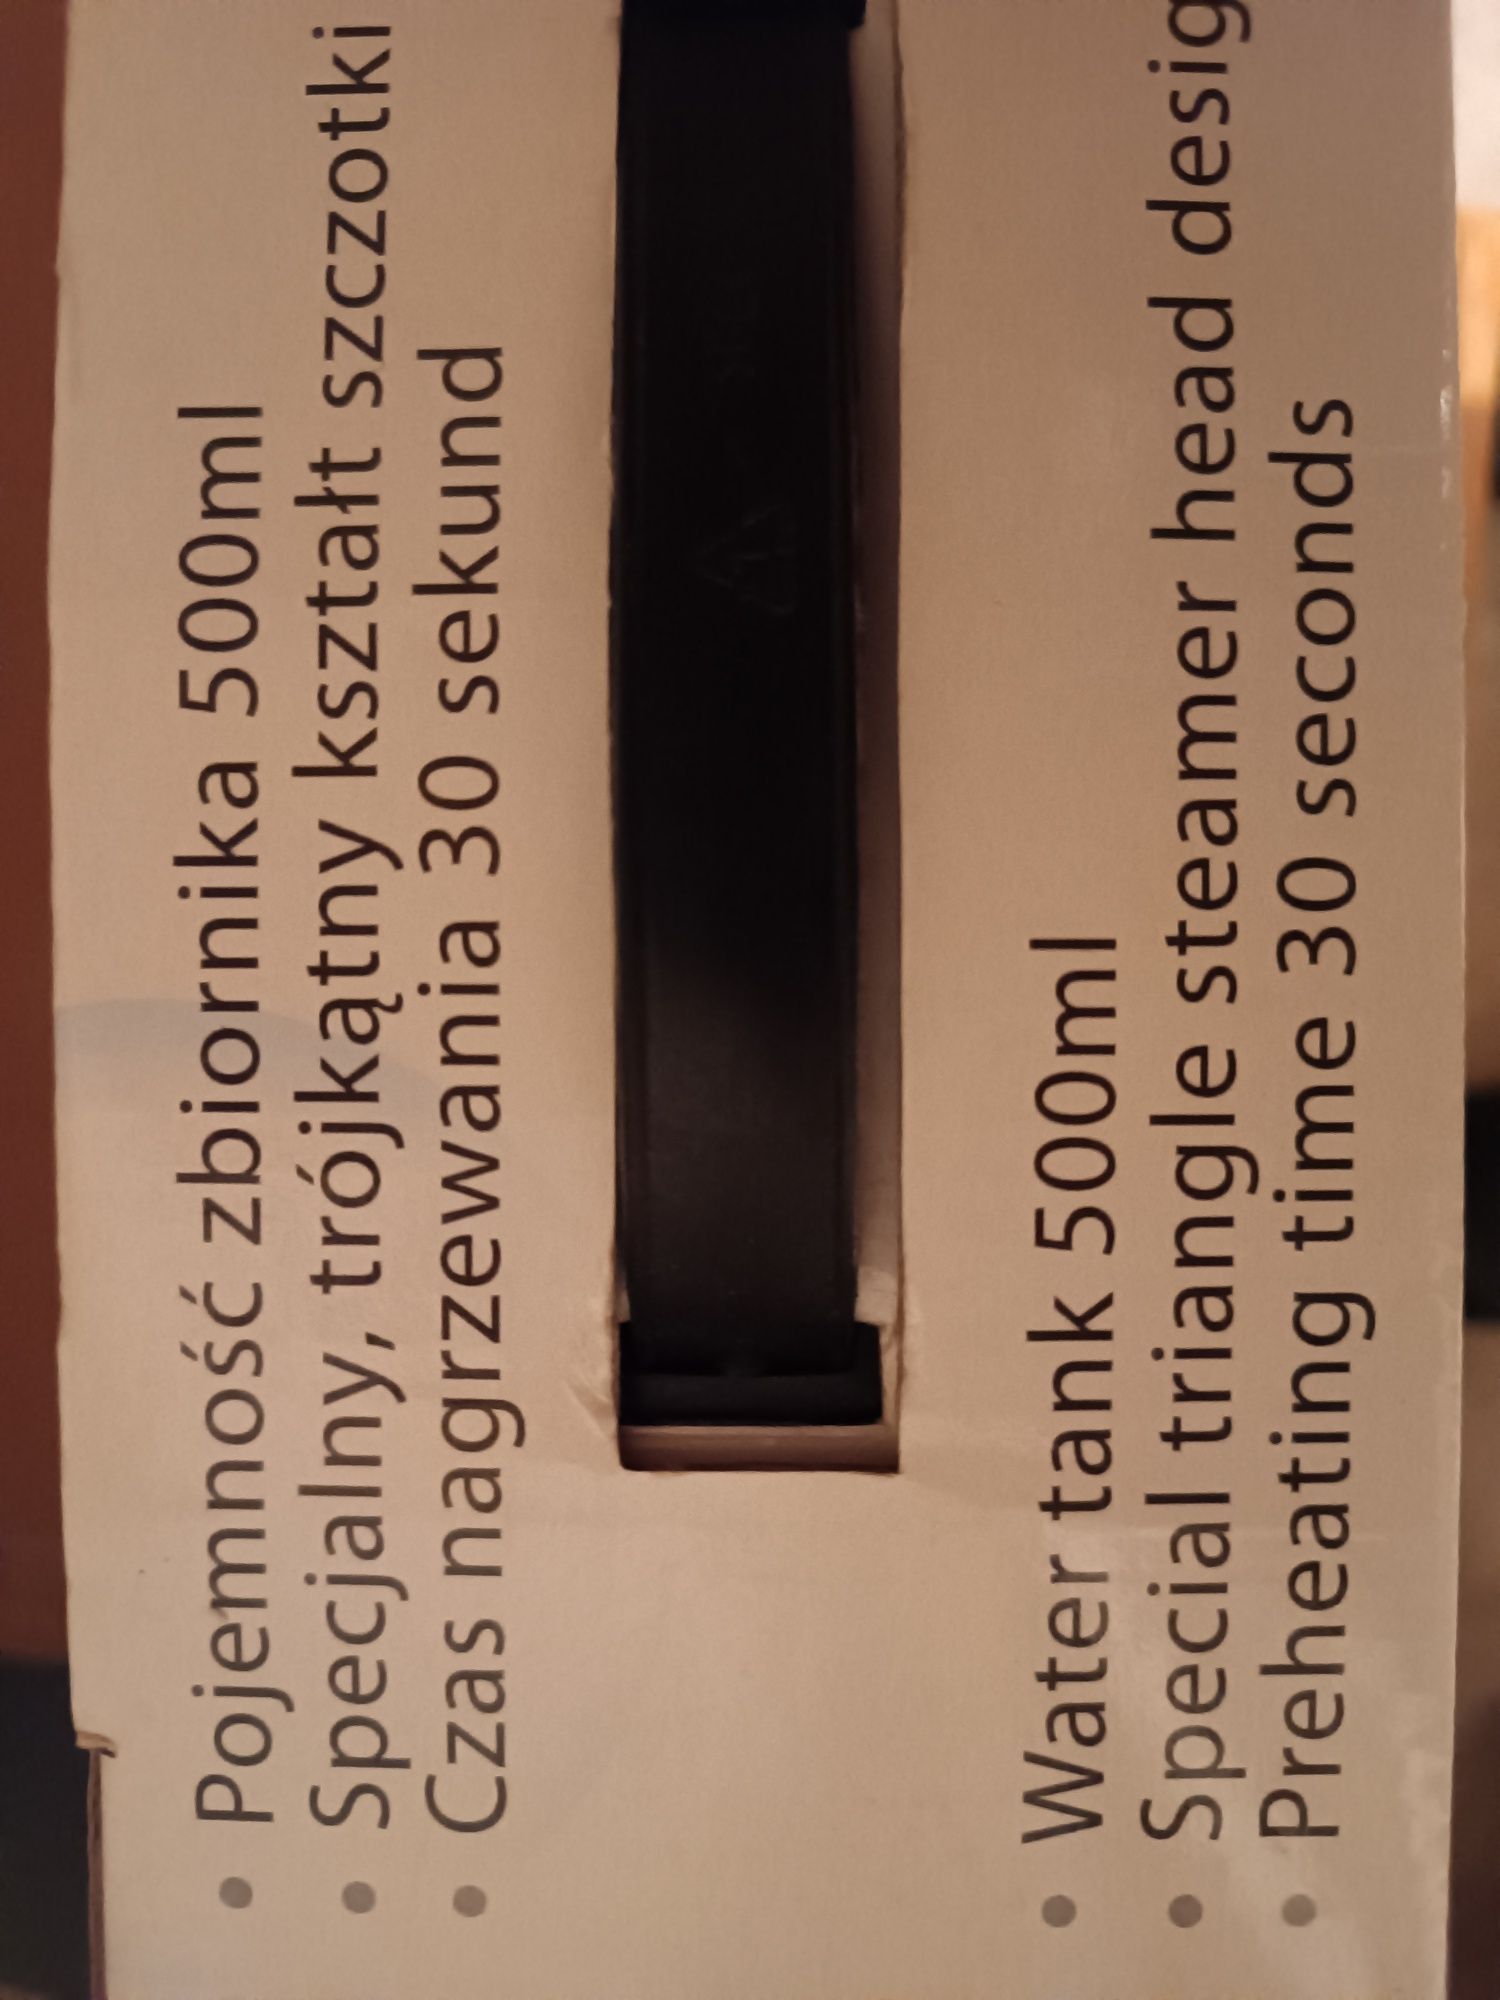 • Pojemność zbiornika 500ml
• Specjalny, trójkątny kształt szczotki
• Czas nagrzewania 30 sekund
• Water tank 500ml
• Special triangle steamer head desig
• Preheating time 30 seconds